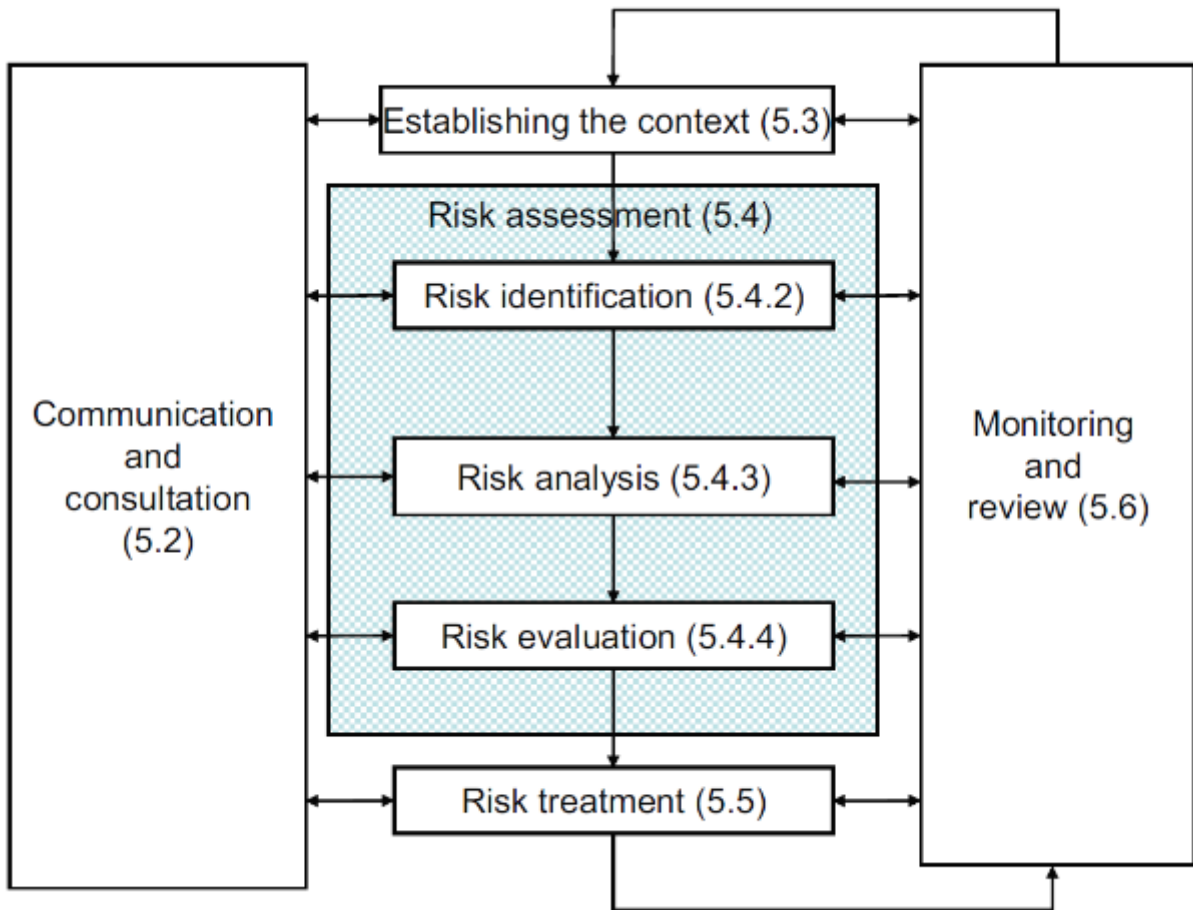 Establishing the context (5.3)
Risk assessment (5.4)
Risk identification (5.4.2)
Risk analysis (5.4.3)
Risk evaluation (5.4.4)
Risk treatment (5.5)
Communication
and
consultation
(5.2)
Monitoring
and
review (5.6)